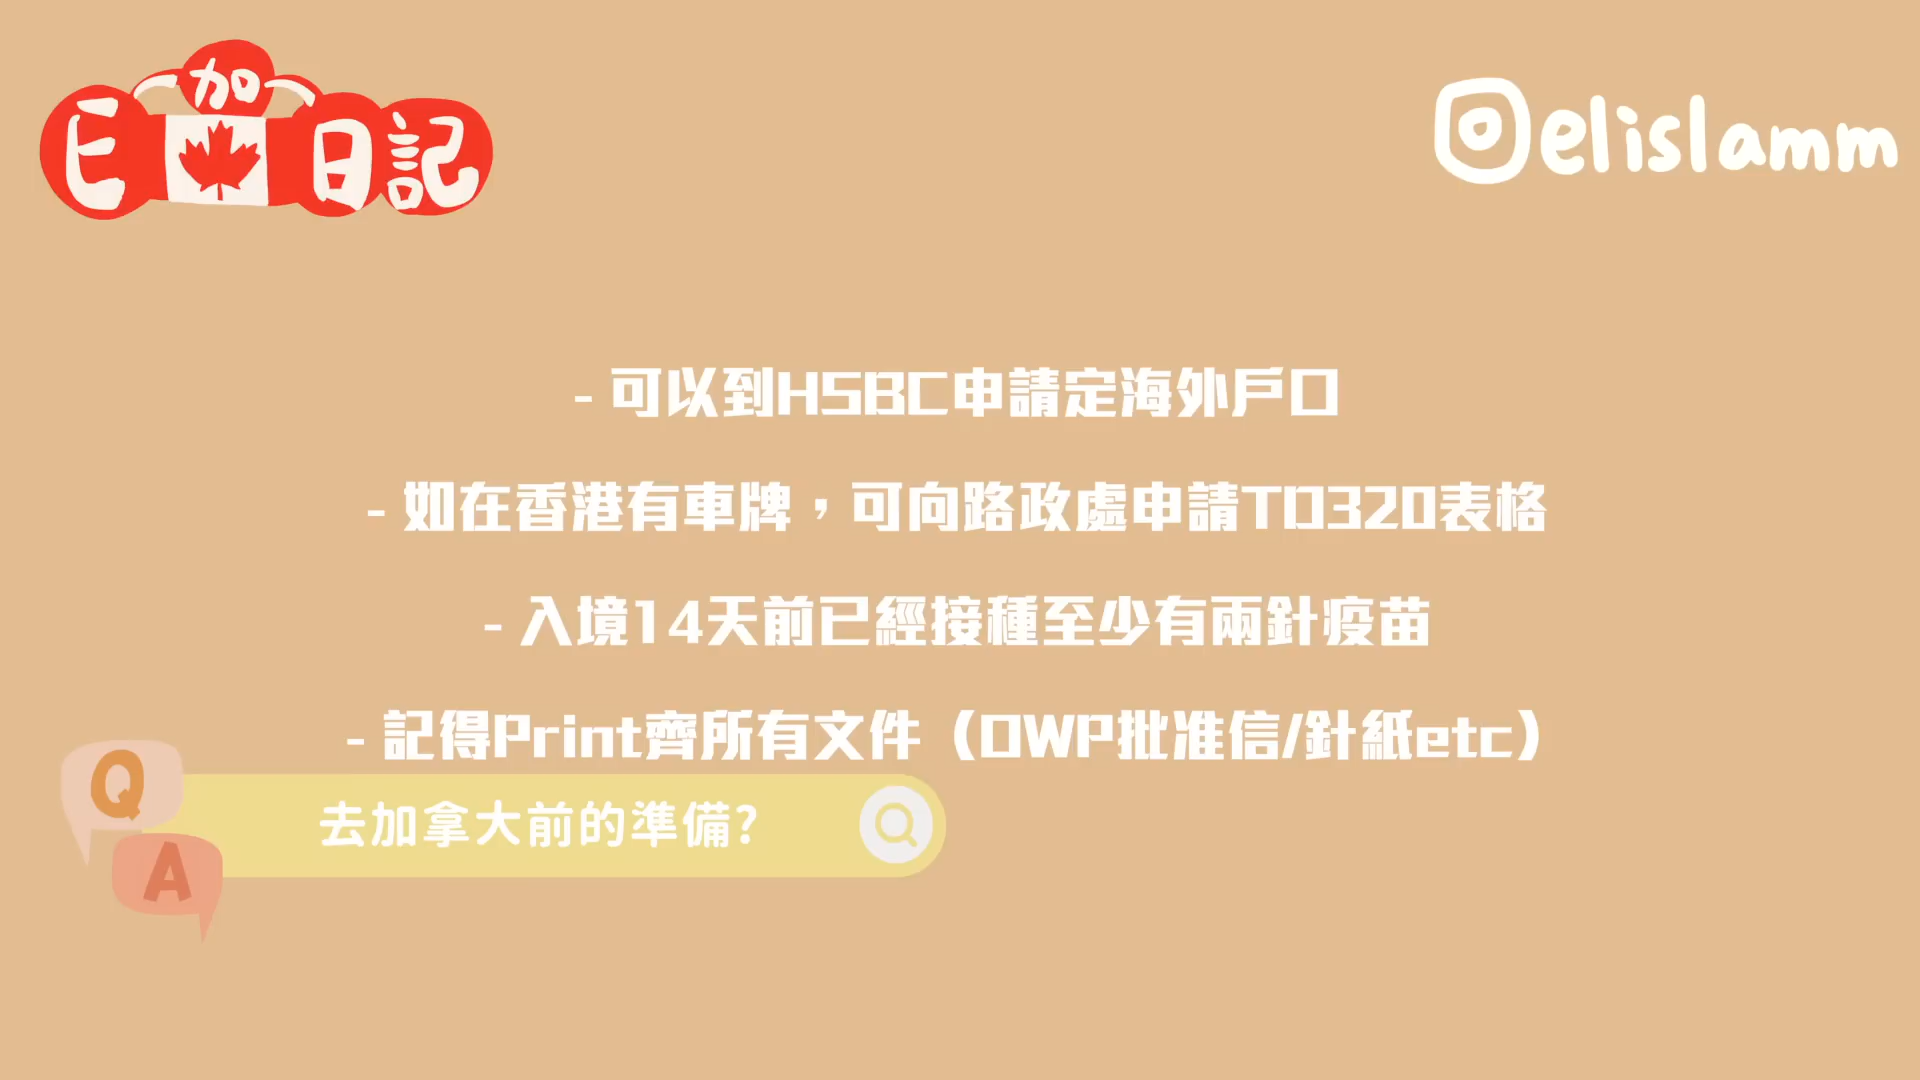 E加日記
elislamm
- 可以到HSBC申請定海外戶口
- 如在香港有車牌，可向路政處申請TD320表格
- 入境14天前已經接種至少有兩針疫苗
- 記得Print齊所有文件（OWP批准信/針紙etc）
Q
去加拿大前的準備?
A